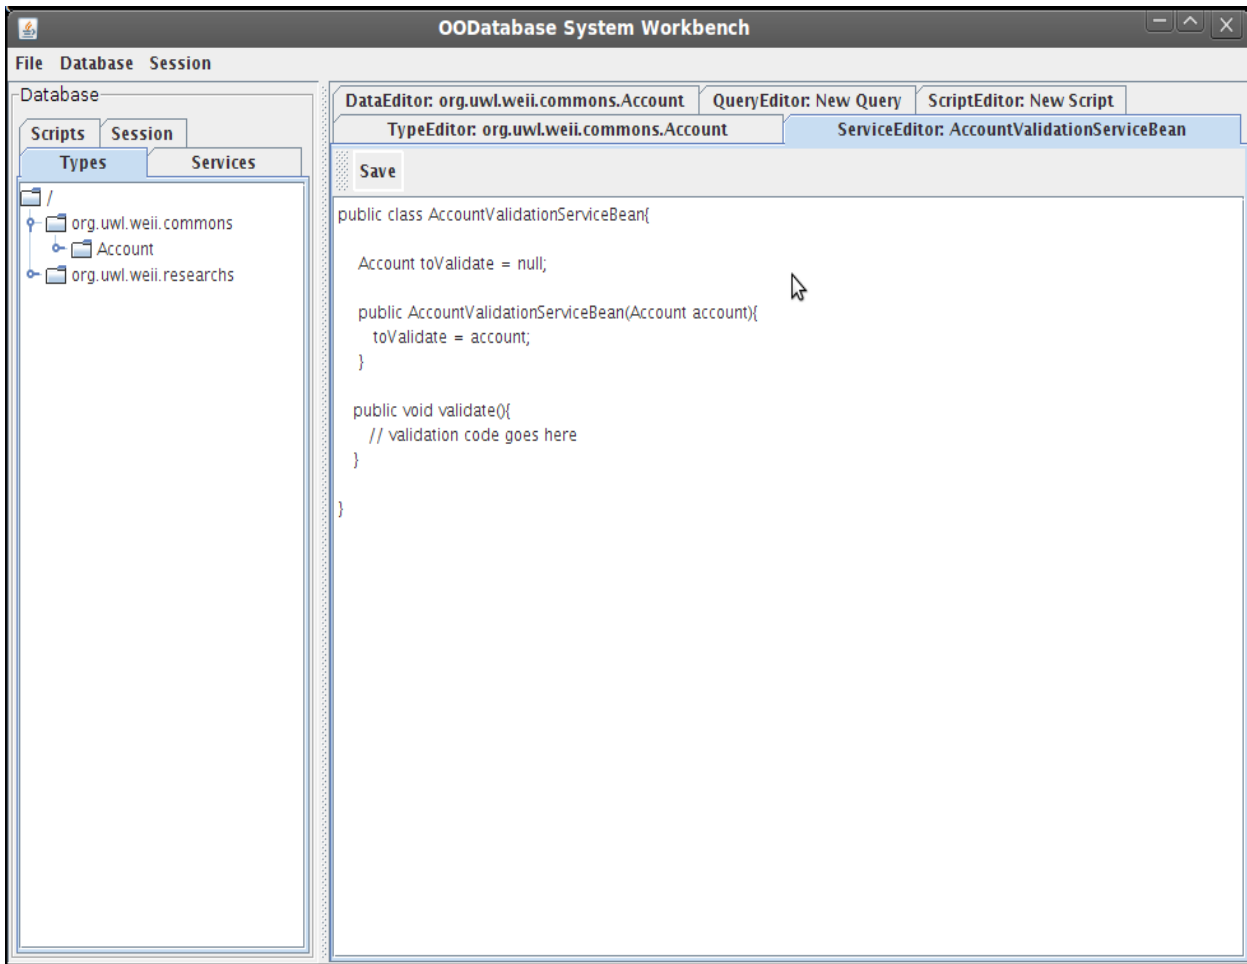 OODatabase System Workbench
File Database Session
Database
Scripts Session
Types Services
/
org.uwl.weii.commons
Account
org.uwl.weii.researchs
DataEditor: org.uwl.weii.commons.Account QueryEditor: New Query ScriptEditor: New Script
TypeEditor: org.uwl.weii.commons.Account ServiceEditor: AccountValidationServiceBean
Save
public class AccountValidationServiceBean{
Account toValidate = null;
public AccountValidationServiceBean(Account account){
toValidate = account;
}
public void validate(){
// validation code goes here
}
}